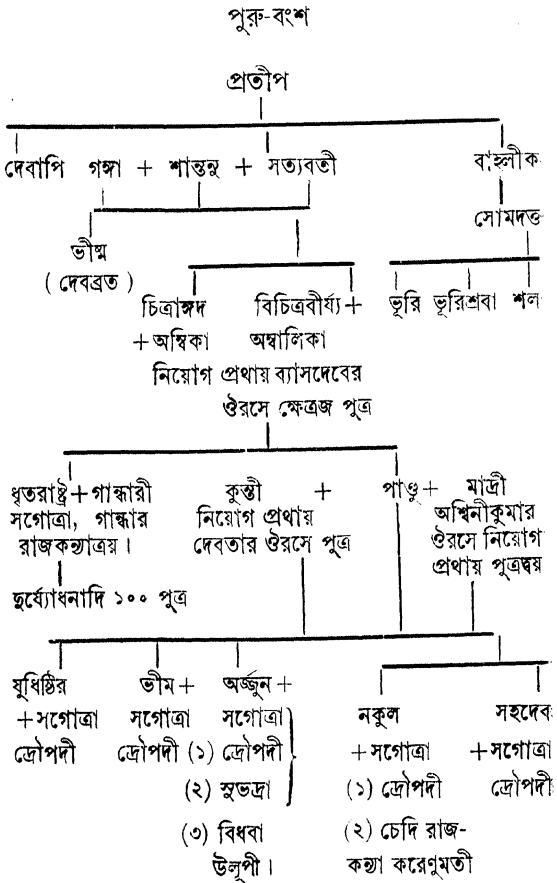 পুরু-বংশ
প্রতীপ
দেবাপি গঙ্গা + শান্তনু + সত্যবতী বাহ্লীক
সোমদত্ত
ভীষ্ম
( দেবব্রত )
চিত্রাঙ্গদ বিচিত্রবীর্য্য + ভূরি ভূরিশ্রবা শল
+ অম্বিকা অম্বালিকা
নিয়োগ প্রথায় ব্যাসদেবের
ঔরসে ক্ষেত্রজ পুত্র
ধৃতরাষ্ট্র + গান্ধারী কুন্তী + পাণ্ডু + মাদ্রী
সগোত্রা, গান্ধার নিয়োগ প্রথায় অশ্বিনীকুমার
রাজকন্যাত্রয়। দেবতার ঔরসে পুত্র ঔরসে নিয়োগ
প্রথায় পুত্রদ্বয়
দুর্য্যোধনাদি ১০০ পুত্র
যুধিষ্ঠির ভীম + অর্জ্জুন + নকুল সহদেব
+ সগোত্রা সগোত্রা সগোত্রা + সগোত্রা + সগোত্রা
দ্রৌপদী দ্রৌপদী (১) দ্রৌপদী (১) দ্রৌপদী দ্রৌপদী
(২) সুভদ্রা (২) চেদি রাজ-
(৩) বিধবা কন্যা করেণুমতী
উলূপী।